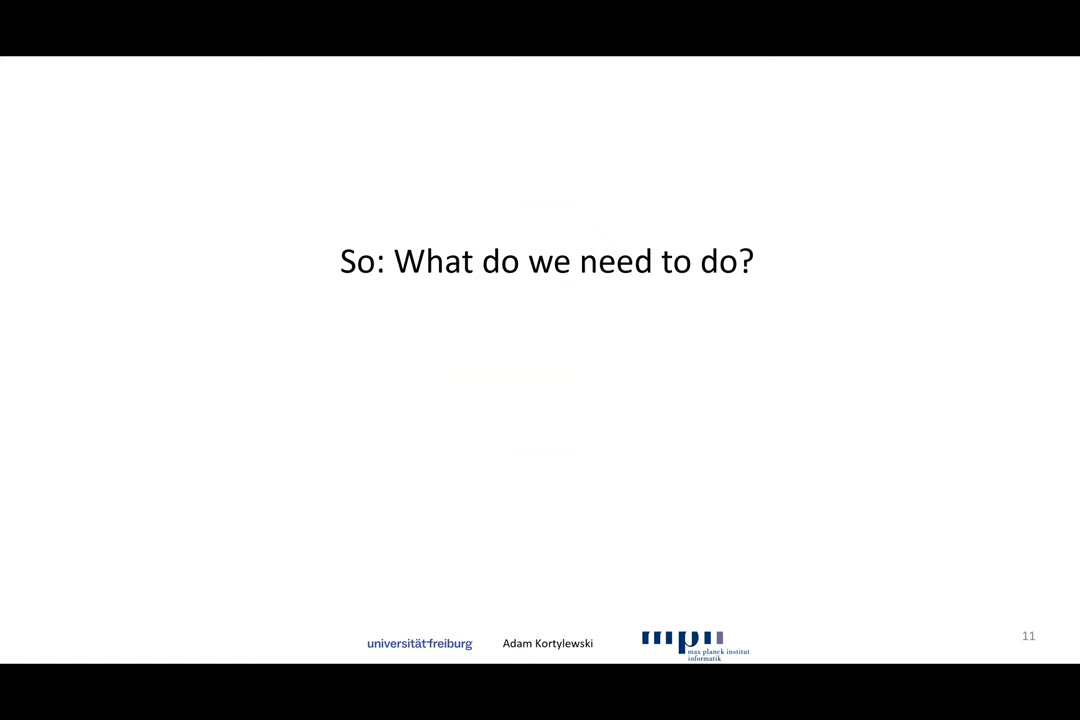 So: What do we need to do?
universität freiburg
Adam Kortylewski
max planck institut
informatik
11